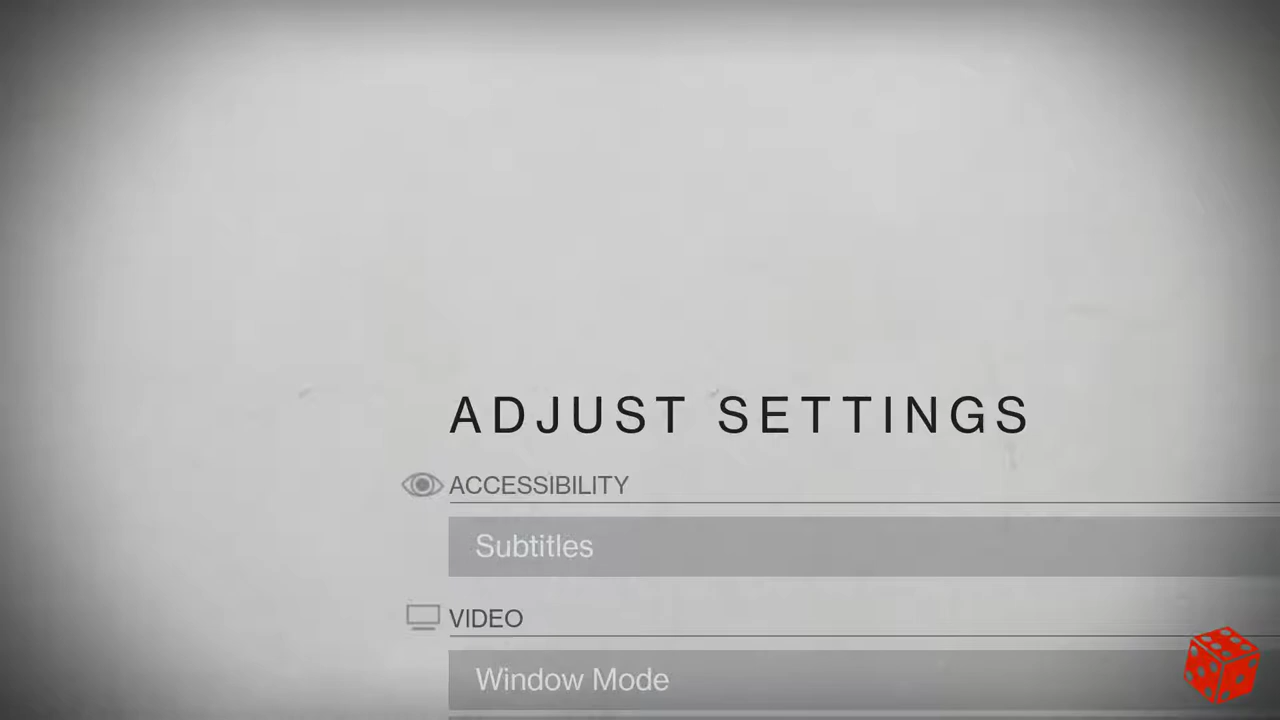 ADJUST SETTINGS
ACCESSIBILITY
Subtitles
VIDEO
Window Mode